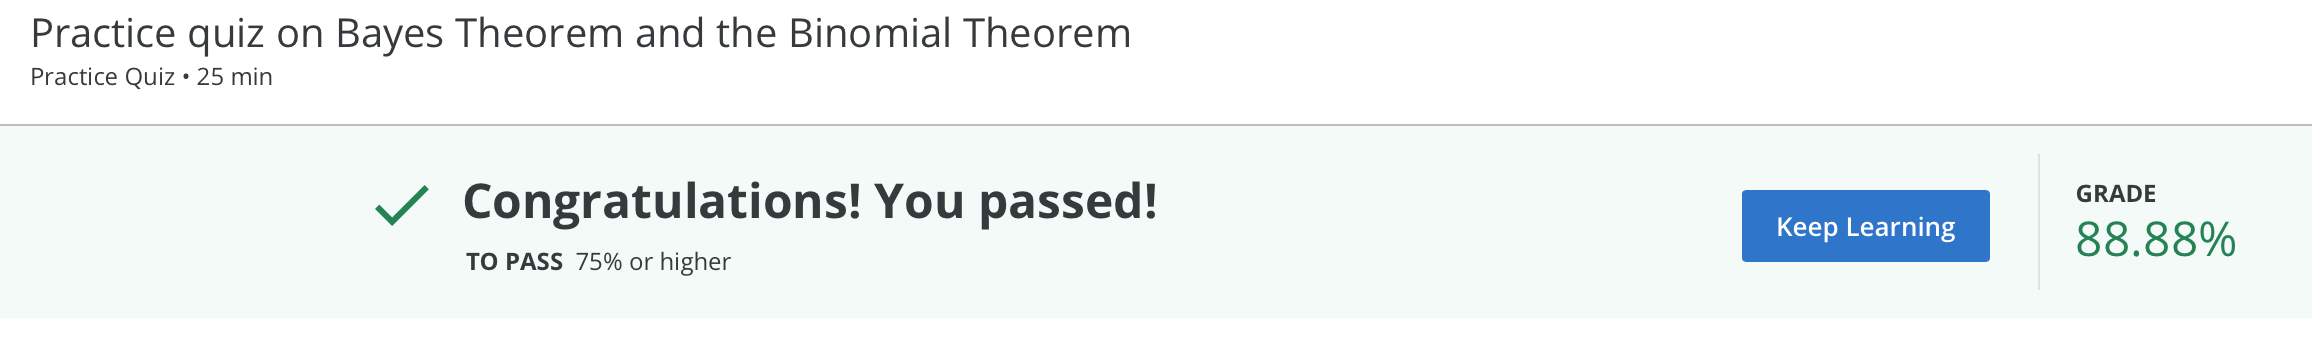 Practice quiz on Bayes Theorem and the Binomial Theorem
Practice Quiz • 25 min
Congratulations! You passed!
TO PASS 75% or higher
Keep Learning
GRADE
88.88%